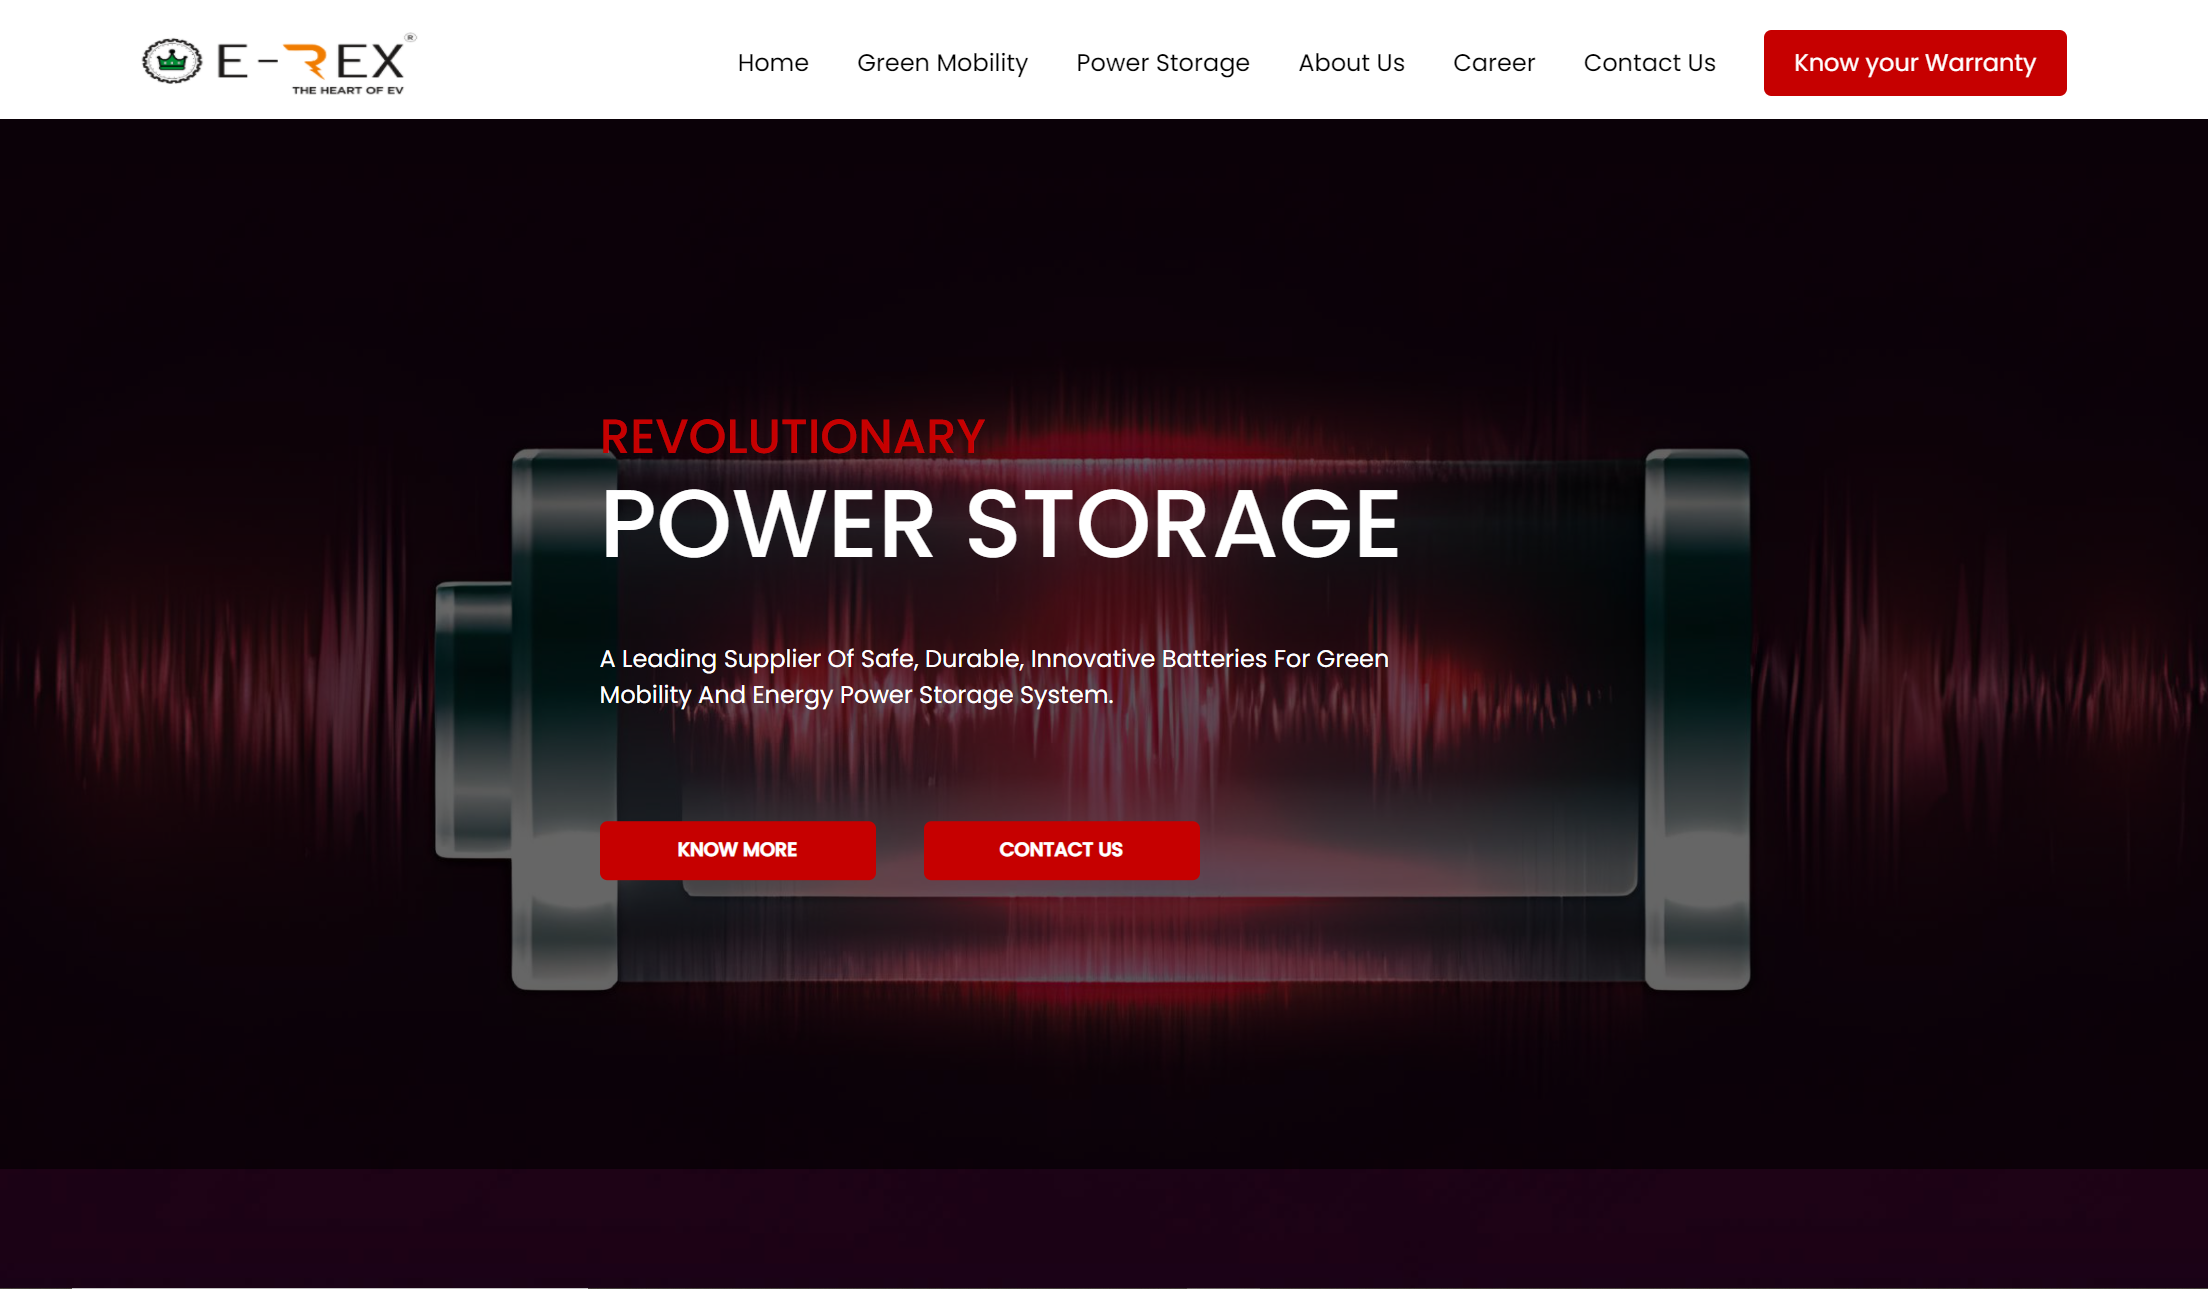 E-REX®
THE HEART OF EV
Home
Green Mobility
Power Storage
About Us
Career
Contact Us
Know your Warranty
REVOLUTIONARY
POWER STORAGE
A Leading Supplier Of Safe, Durable, Innovative Batteries For Green
Mobility And Energy Power Storage System.
KNOW MORE
CONTACT US